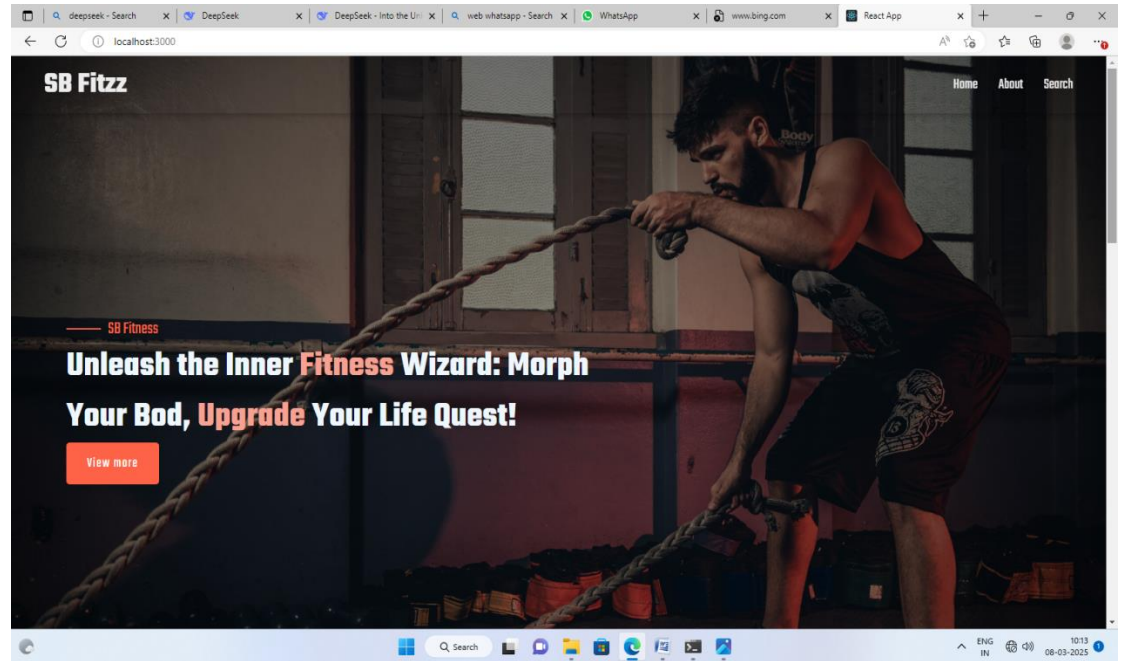 deepseek - Search
DeepSeek
DeepSeek - Into the Un
web whatsapp - Search
WhatsApp
www.bing.com
React App
localhost:3000
SB Fitzz
Home About Search
Body
SB Fitness
Unleash the Inner Fitness Wizard: Morph
Your Bod, Upgrade Your Life Quest!
View more
Search
ENG
IN
10:13
08-03-2025
1